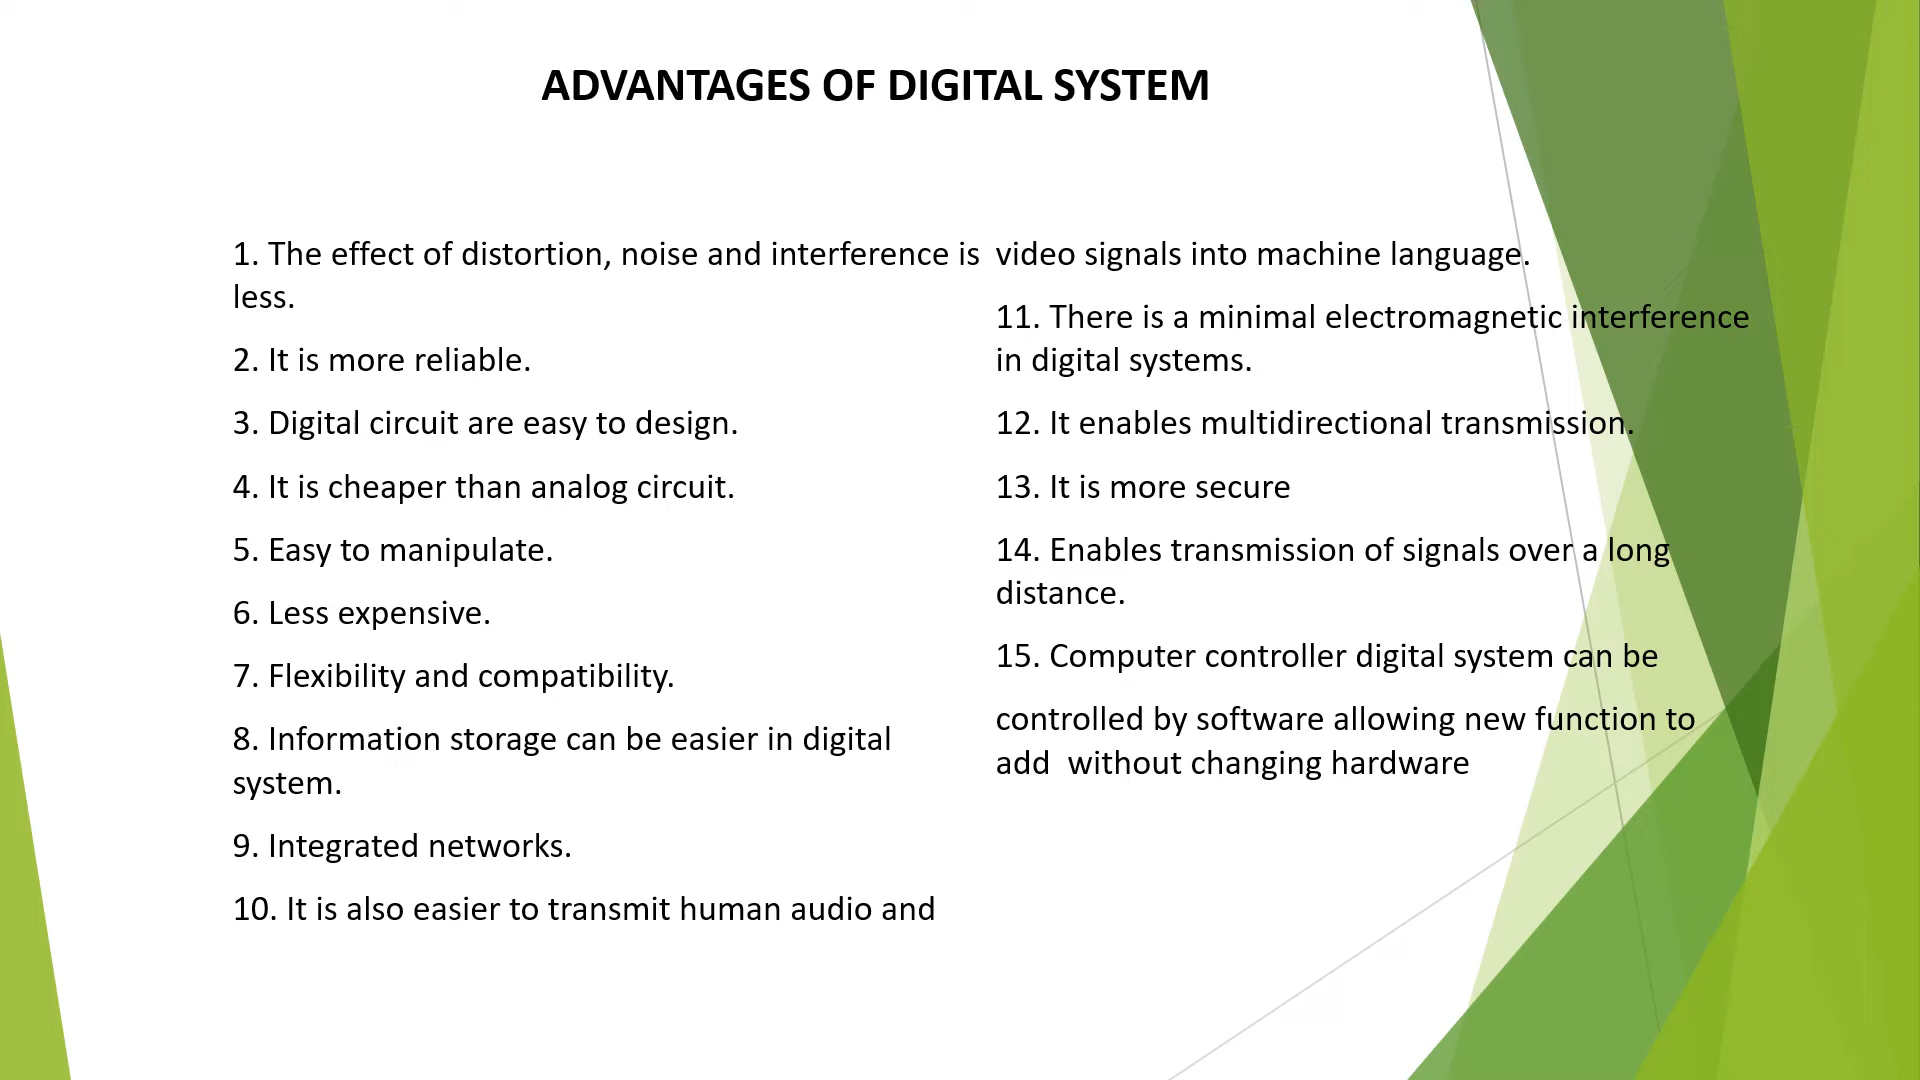 ADVANTAGES OF DIGITAL SYSTEM
1. The effect of distortion, noise and interference is
less.
2. It is more reliable.
3. Digital circuit are easy to design.
4. It is cheaper than analog circuit.
5. Easy to manipulate.
6. Less expensive.
7. Flexibility and compatibility.
8. Information storage can be easier in digital
system.
9. Integrated networks.
10. It is also easier to transmit human audio and
video signals into machine language.
11. There is a minimal electromagnetic interference
in digital systems.
12. It enables multidirectional transmission.
13. It is more secure
14. Enables transmission of signals over a long
distance.
15. Computer controller digital system can be
controlled by software allowing new function to
add  without changing hardware